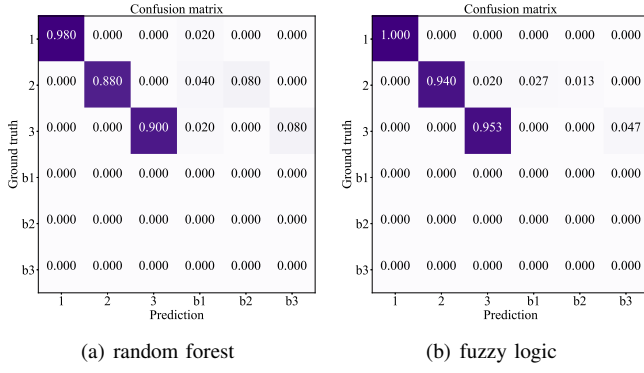 Confusion matrix
Ground truth
1 0.980 0.000 0.000 0.020 0.000 0.000
2 0.000 0.880 0.000 0.040 0.080 0.000
3 0.000 0.000 0.900 0.020 0.000 0.080
b1 0.000 0.000 0.000 0.000 0.000 0.000
b2 0.000 0.000 0.000 0.000 0.000 0.000
b3 0.000 0.000 0.000 0.000 0.000 0.000
1 2 3 b1 b2 b3
Prediction
(a) random forest
Confusion matrix
Ground truth
1 1.000 0.000 0.000 0.000 0.000 0.000
2 0.000 0.940 0.020 0.027 0.013 0.000
3 0.000 0.000 0.953 0.000 0.000 0.047
b1 0.000 0.000 0.000 0.000 0.000 0.000
b2 0.000 0.000 0.000 0.000 0.000 0.000
b3 0.000 0.000 0.000 0.000 0.000 0.000
1 2 3 b1 b2 b3
Prediction
(b) fuzzy logic